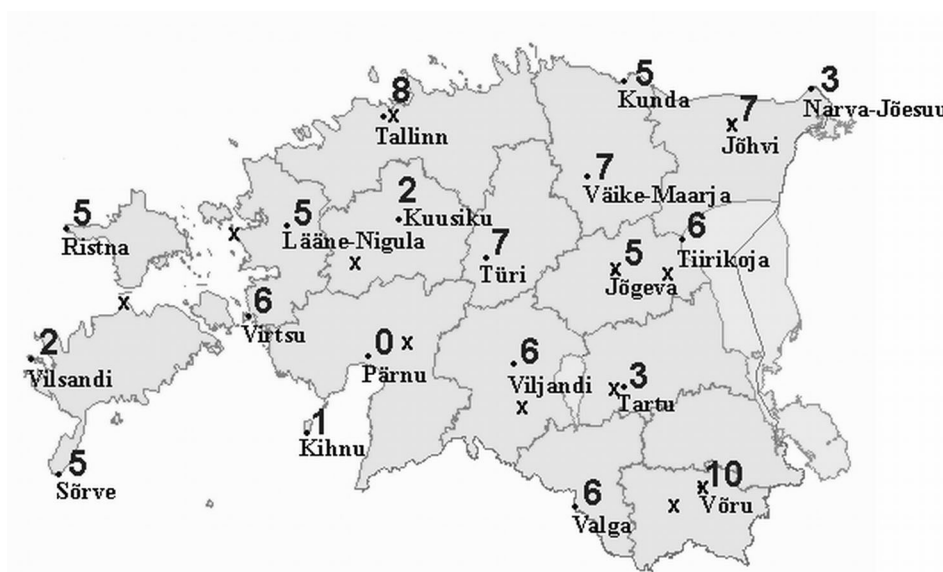 8
Tallinn
5
Kunda
3
Narva-Jõesuu
7
Jõhvi
7
Väike-Maarja
2
Kuusiku
5
Ristna
5
Lääne-Nigula
6
Tiirikoja
7
Türi
5
Jõgeva
6
Virtsu
2
Vilsandi
0
Pärnu
6
Viljandi
3
Tartu
1
Kihnu
5
Sõrve
6
Valga
10
Võru